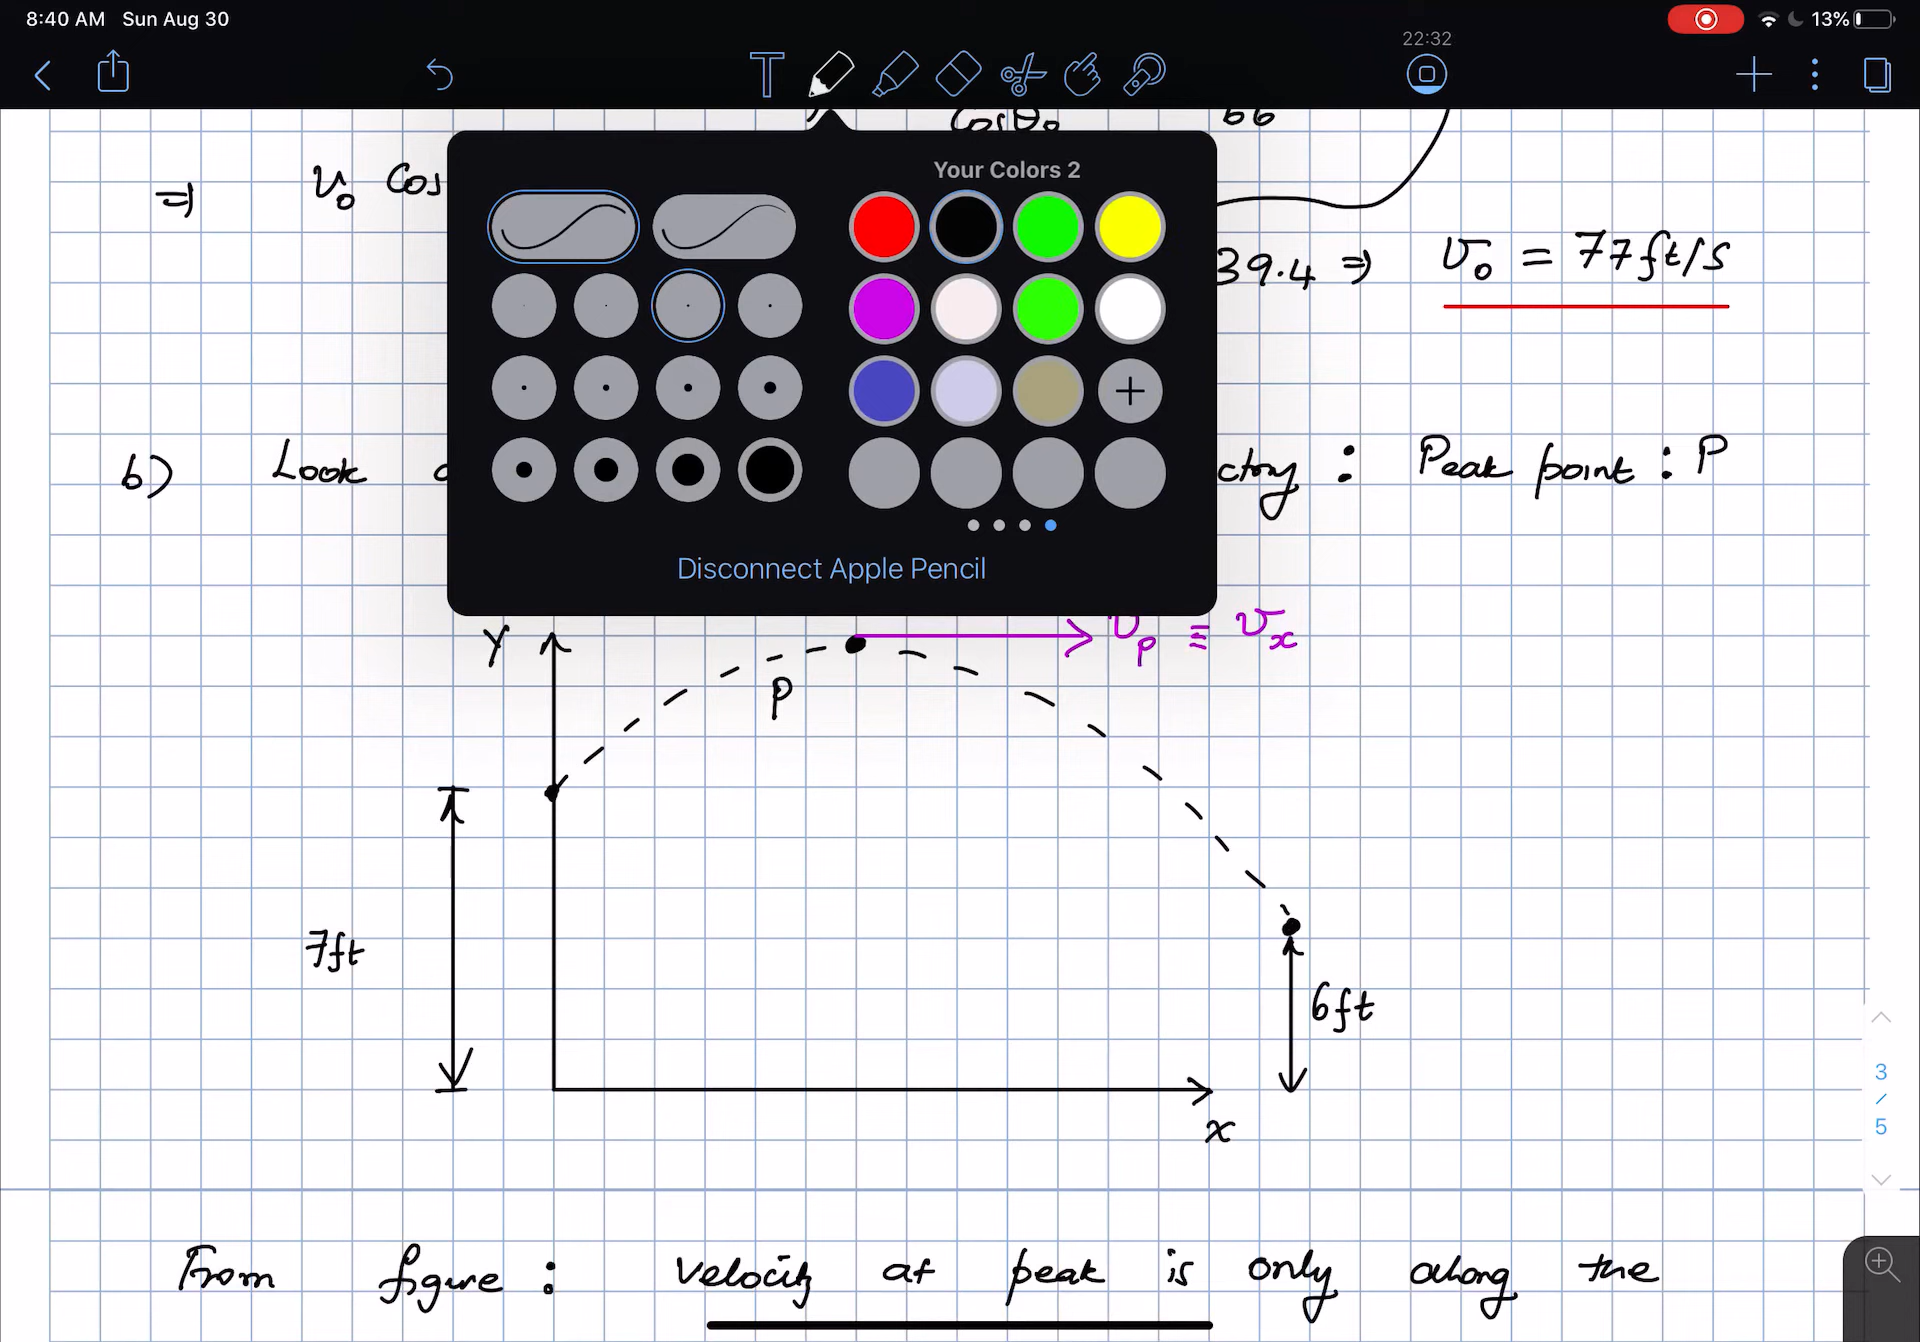 8:40 AM Sun Aug 30
13%
22:32
T
Cosθ₀ 66
⇒ v₀ Cos
39.4 ⇒ v₀ = 77ft/s
Your Colors 2
b) Look ctory : Peak point : P
Disconnect Apple Pencil
Y v_p ≡ v_x
P
7ft
6ft
x
3
/
5
From figure : velocity at peak is only along the